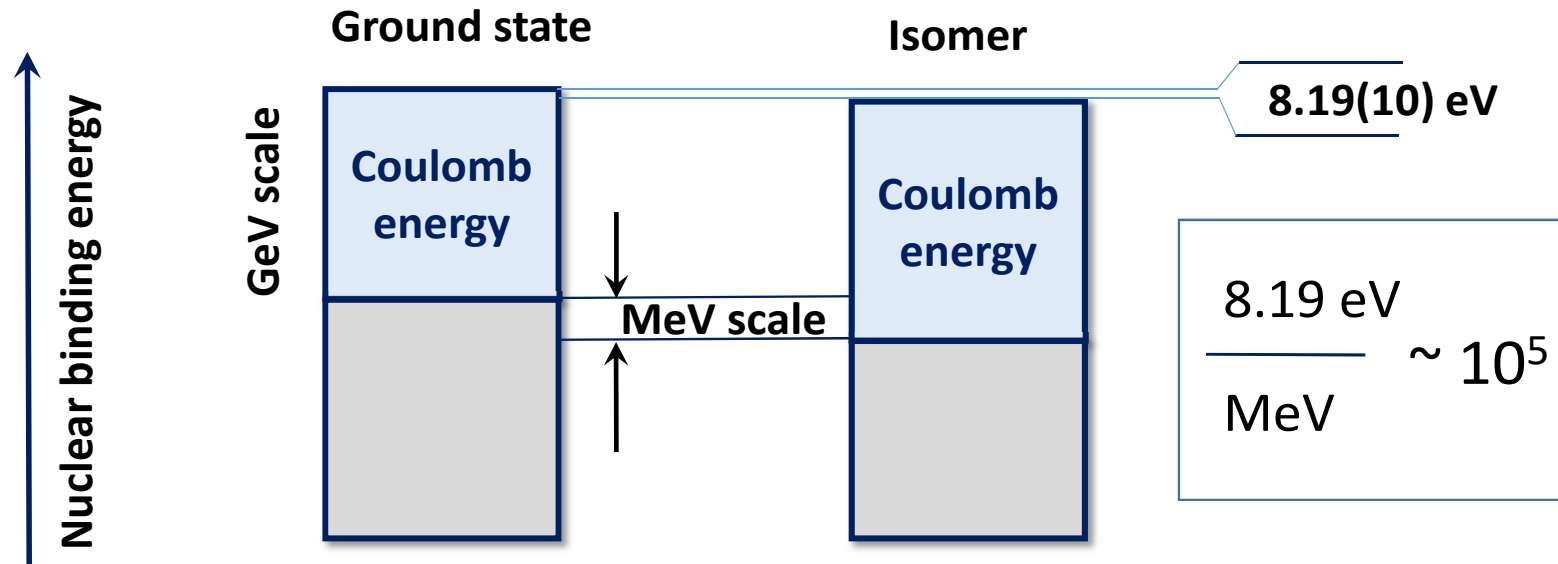 Nuclear binding energy
GeV scale
Ground state
Isomer
Coulomb
energy
Coulomb
energy
MeV scale
8.19(10) eV
8.19 eV
MeV
~ 10⁵